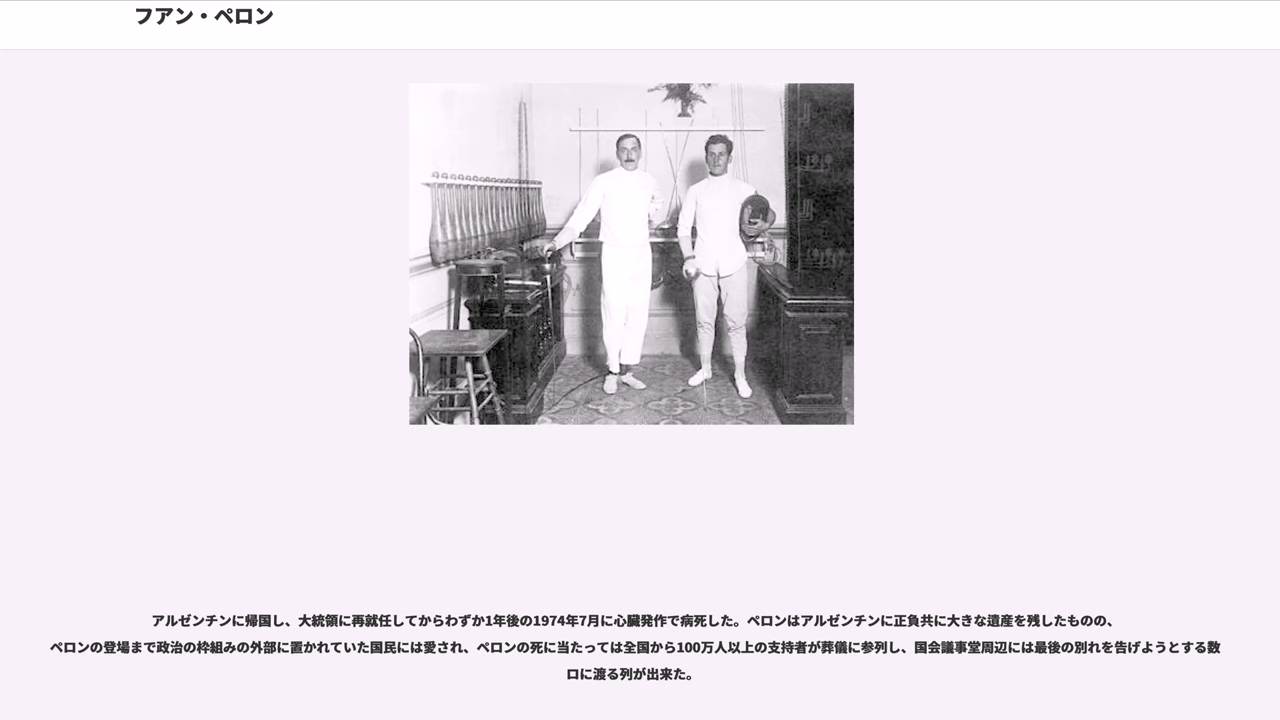 フアン・ペロン
アルゼンチンに帰国し、大統領に再就任してからわずか1年後の1974年7月に心臓発作で病死した。ペロンはアルゼンチンに正負共に大きな遺産を残したものの、
ペロンの登場まで政治の枠組みの外部に置かれていた国民には愛され、ペロンの死に当たっては全国から100万人以上の支持者が葬儀に参列し、国会議事堂周辺には最後の別れを告げようとする数
ロに渡る列が出来た。